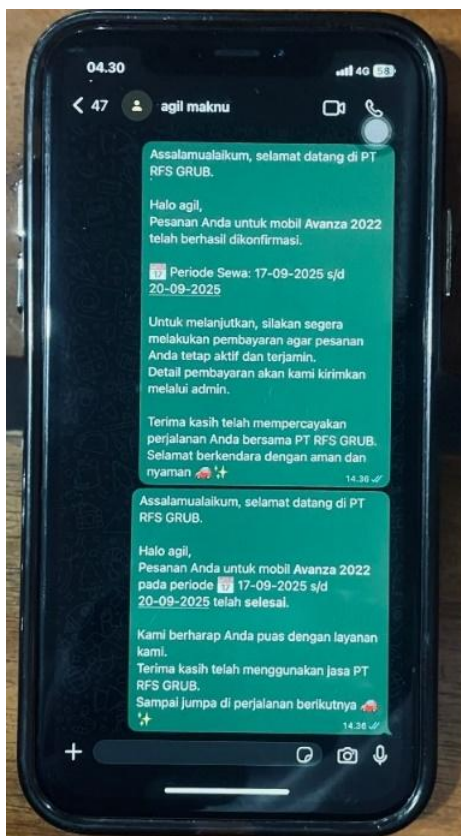 04.30
4G 58
47 agil maknu
Assalamualaikum, selamat datang di PT
RFS GRUB.
Halo agil,
Pesanan Anda untuk mobil Avanza 2022
telah berhasil dikonfirmasi.
📅 Periode Sewa: 17-09-2025 s/d
20-09-2025
Untuk melanjutkan, silakan segera
melakukan pembayaran agar pesanan
Anda tetap aktif dan terjamin.
Detail pembayaran akan kami kirimkan
melalui admin.
Terima kasih telah mempercayakan
perjalanan Anda bersama PT RFS GRUB.
Selamat berkendara dengan aman dan
nyaman 🚗✨
14.36
Assalamualaikum, selamat datang di PT
RFS GRUB.
Halo agil,
Pesanan Anda untuk mobil Avanza 2022
pada periode 📅 17-09-2025 s/d
20-09-2025 telah selesai.
Kami berharap Anda puas dengan layanan
kami.
Terima kasih telah menggunakan jasa PT
RFS GRUB.
Sampai jumpa di perjalanan berikutnya 🚗
✨
14.36